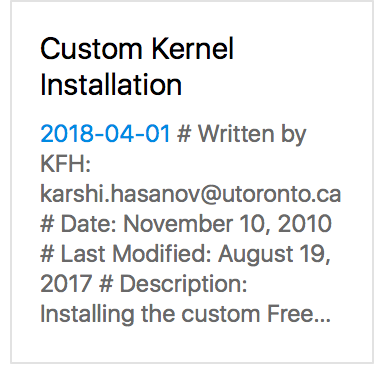 Custom Kernel
Installation
2018-04-01 # Written by
KFH:
karshi.hasanov@utoronto.ca
# Date: November 10, 2010
# Last Modified: August 19,
2017 # Description:
Installing the custom Free...